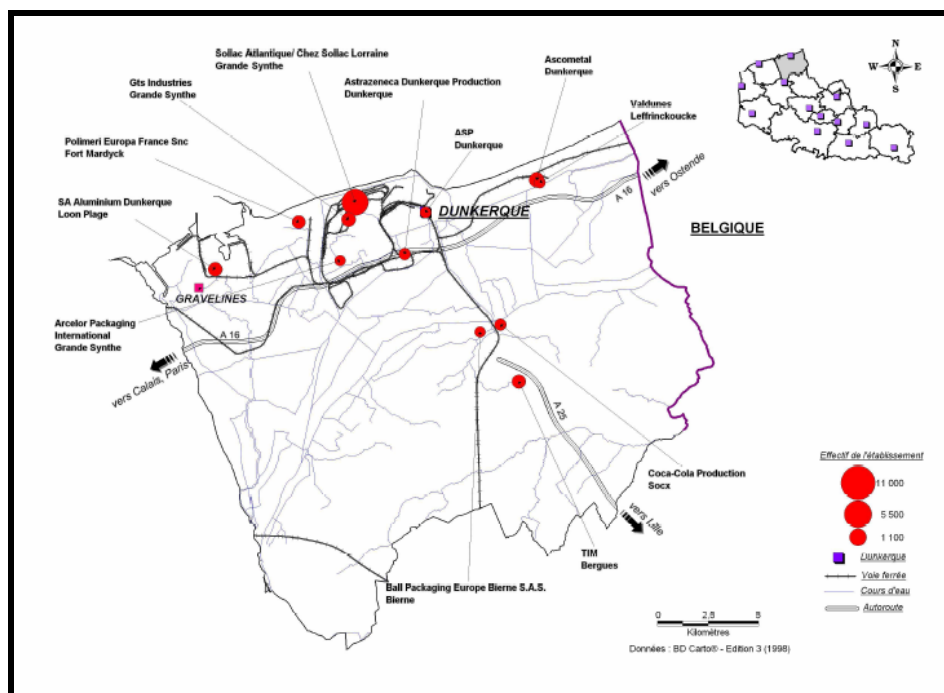 Sollac Atlantique/ Chez Sollac Lorraine
Grande Synthe
Gts Industries
Grande Synthe
Astrazeneca Dunkerque Production
Dunkerque
Ascometal
Dunkerque
Valdunes
Leffrinckoucke
Polimeri Europa France Snc
Fort Mardyck
ASP
Dunkerque
SA Aluminium Dunkerque
Loon Plage
N
W
E
S
vers Ostende
A 16
DUNKERQUE
BELGIQUE
GRAVELINES
Arcelor Packaging
International
Grande Synthe
A 16
vers Calais, Paris
A 25
Coca-Cola Production
Socx
vers Lille
TIM
Bergues
Ball Packaging Europe Bierne S.A.S.
Bierne
Effectif de l'établissement
11 000
5 500
1 100
Dunkerque
Voie ferrée
Cours d'eau
Autoroute
0 2,5 5
Kilomètres
Données : BD Carto® - Edition 3 (1998)